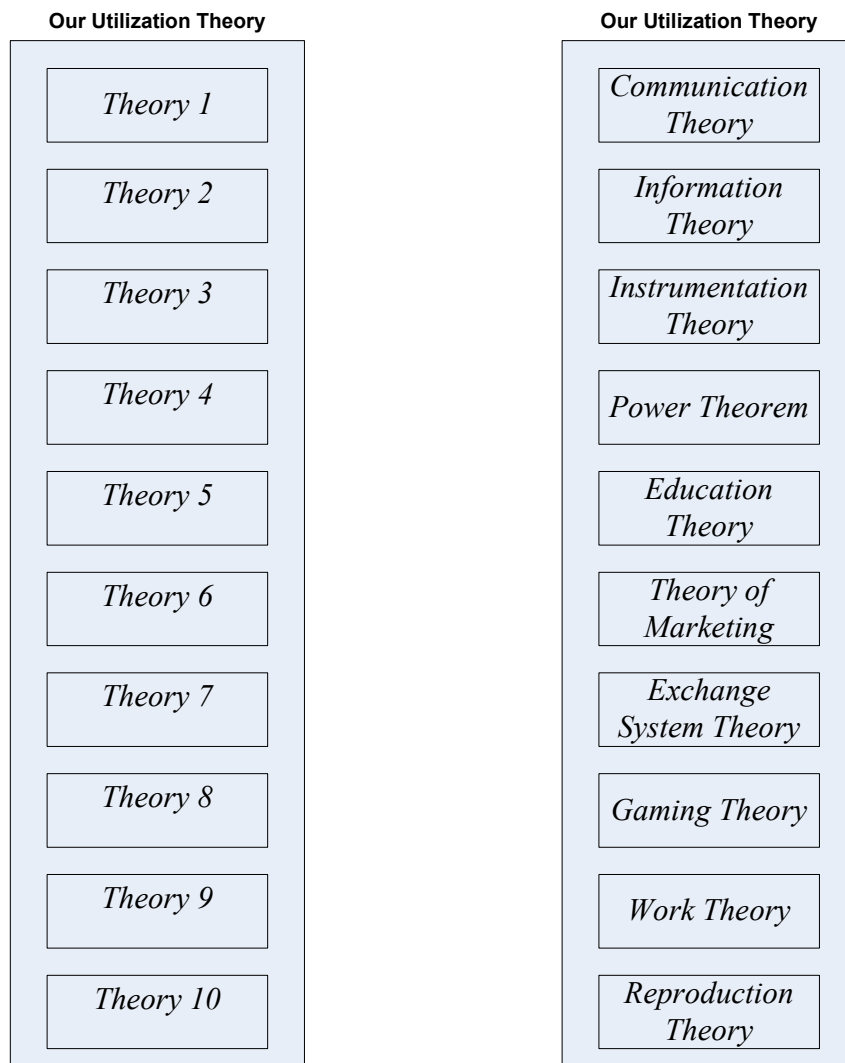 Our Utilization Theory
Theory 1
Theory 2
Theory 3
Theory 4
Theory 5
Theory 6
Theory 7
Theory 8
Theory 9
Theory 10
Our Utilization Theory
Communication
Theory
Information
Theory
Instrumentation
Theory
Power Theorem
Education
Theory
Theory of
Marketing
Exchange
System Theory
Gaming Theory
Work Theory
Reproduction
Theory